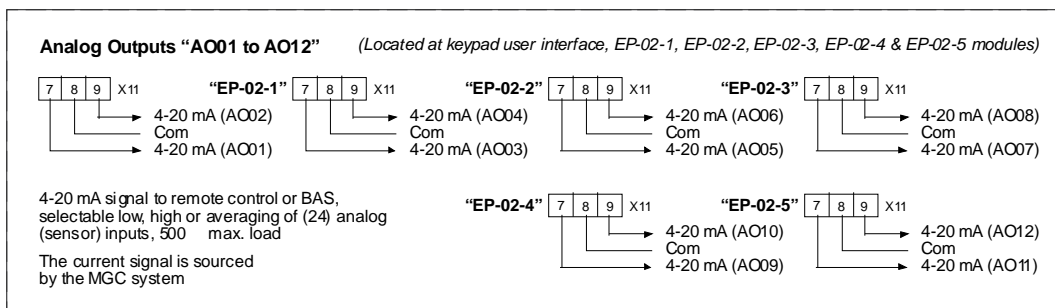 Analog Outputs “AO01 to AO12” (Located at keypad user interface, EP-02-1, EP-02-2, EP-02-3, EP-02-4 & EP-02-5 modules)
7 8 9 X11
4-20 mA (AO02)
Com
4-20 mA (AO01)
“EP-02-1” 7 8 9 X11
4-20 mA (AO04)
Com
4-20 mA (AO03)
“EP-02-2” 7 8 9 X11
4-20 mA (AO06)
Com
4-20 mA (AO05)
“EP-02-3” 7 8 9 X11
4-20 mA (AO08)
Com
4-20 mA (AO07)
4-20 mA signal to remote control or BAS,
selectable low, high or averaging of (24) analog
(sensor) inputs, 500 max. load
The current signal is sourced
by the MGC system
“EP-02-4” 7 8 9 X11
4-20 mA (AO10)
Com
4-20 mA (AO09)
“EP-02-5” 7 8 9 X11
4-20 mA (AO12)
Com
4-20 mA (AO11)